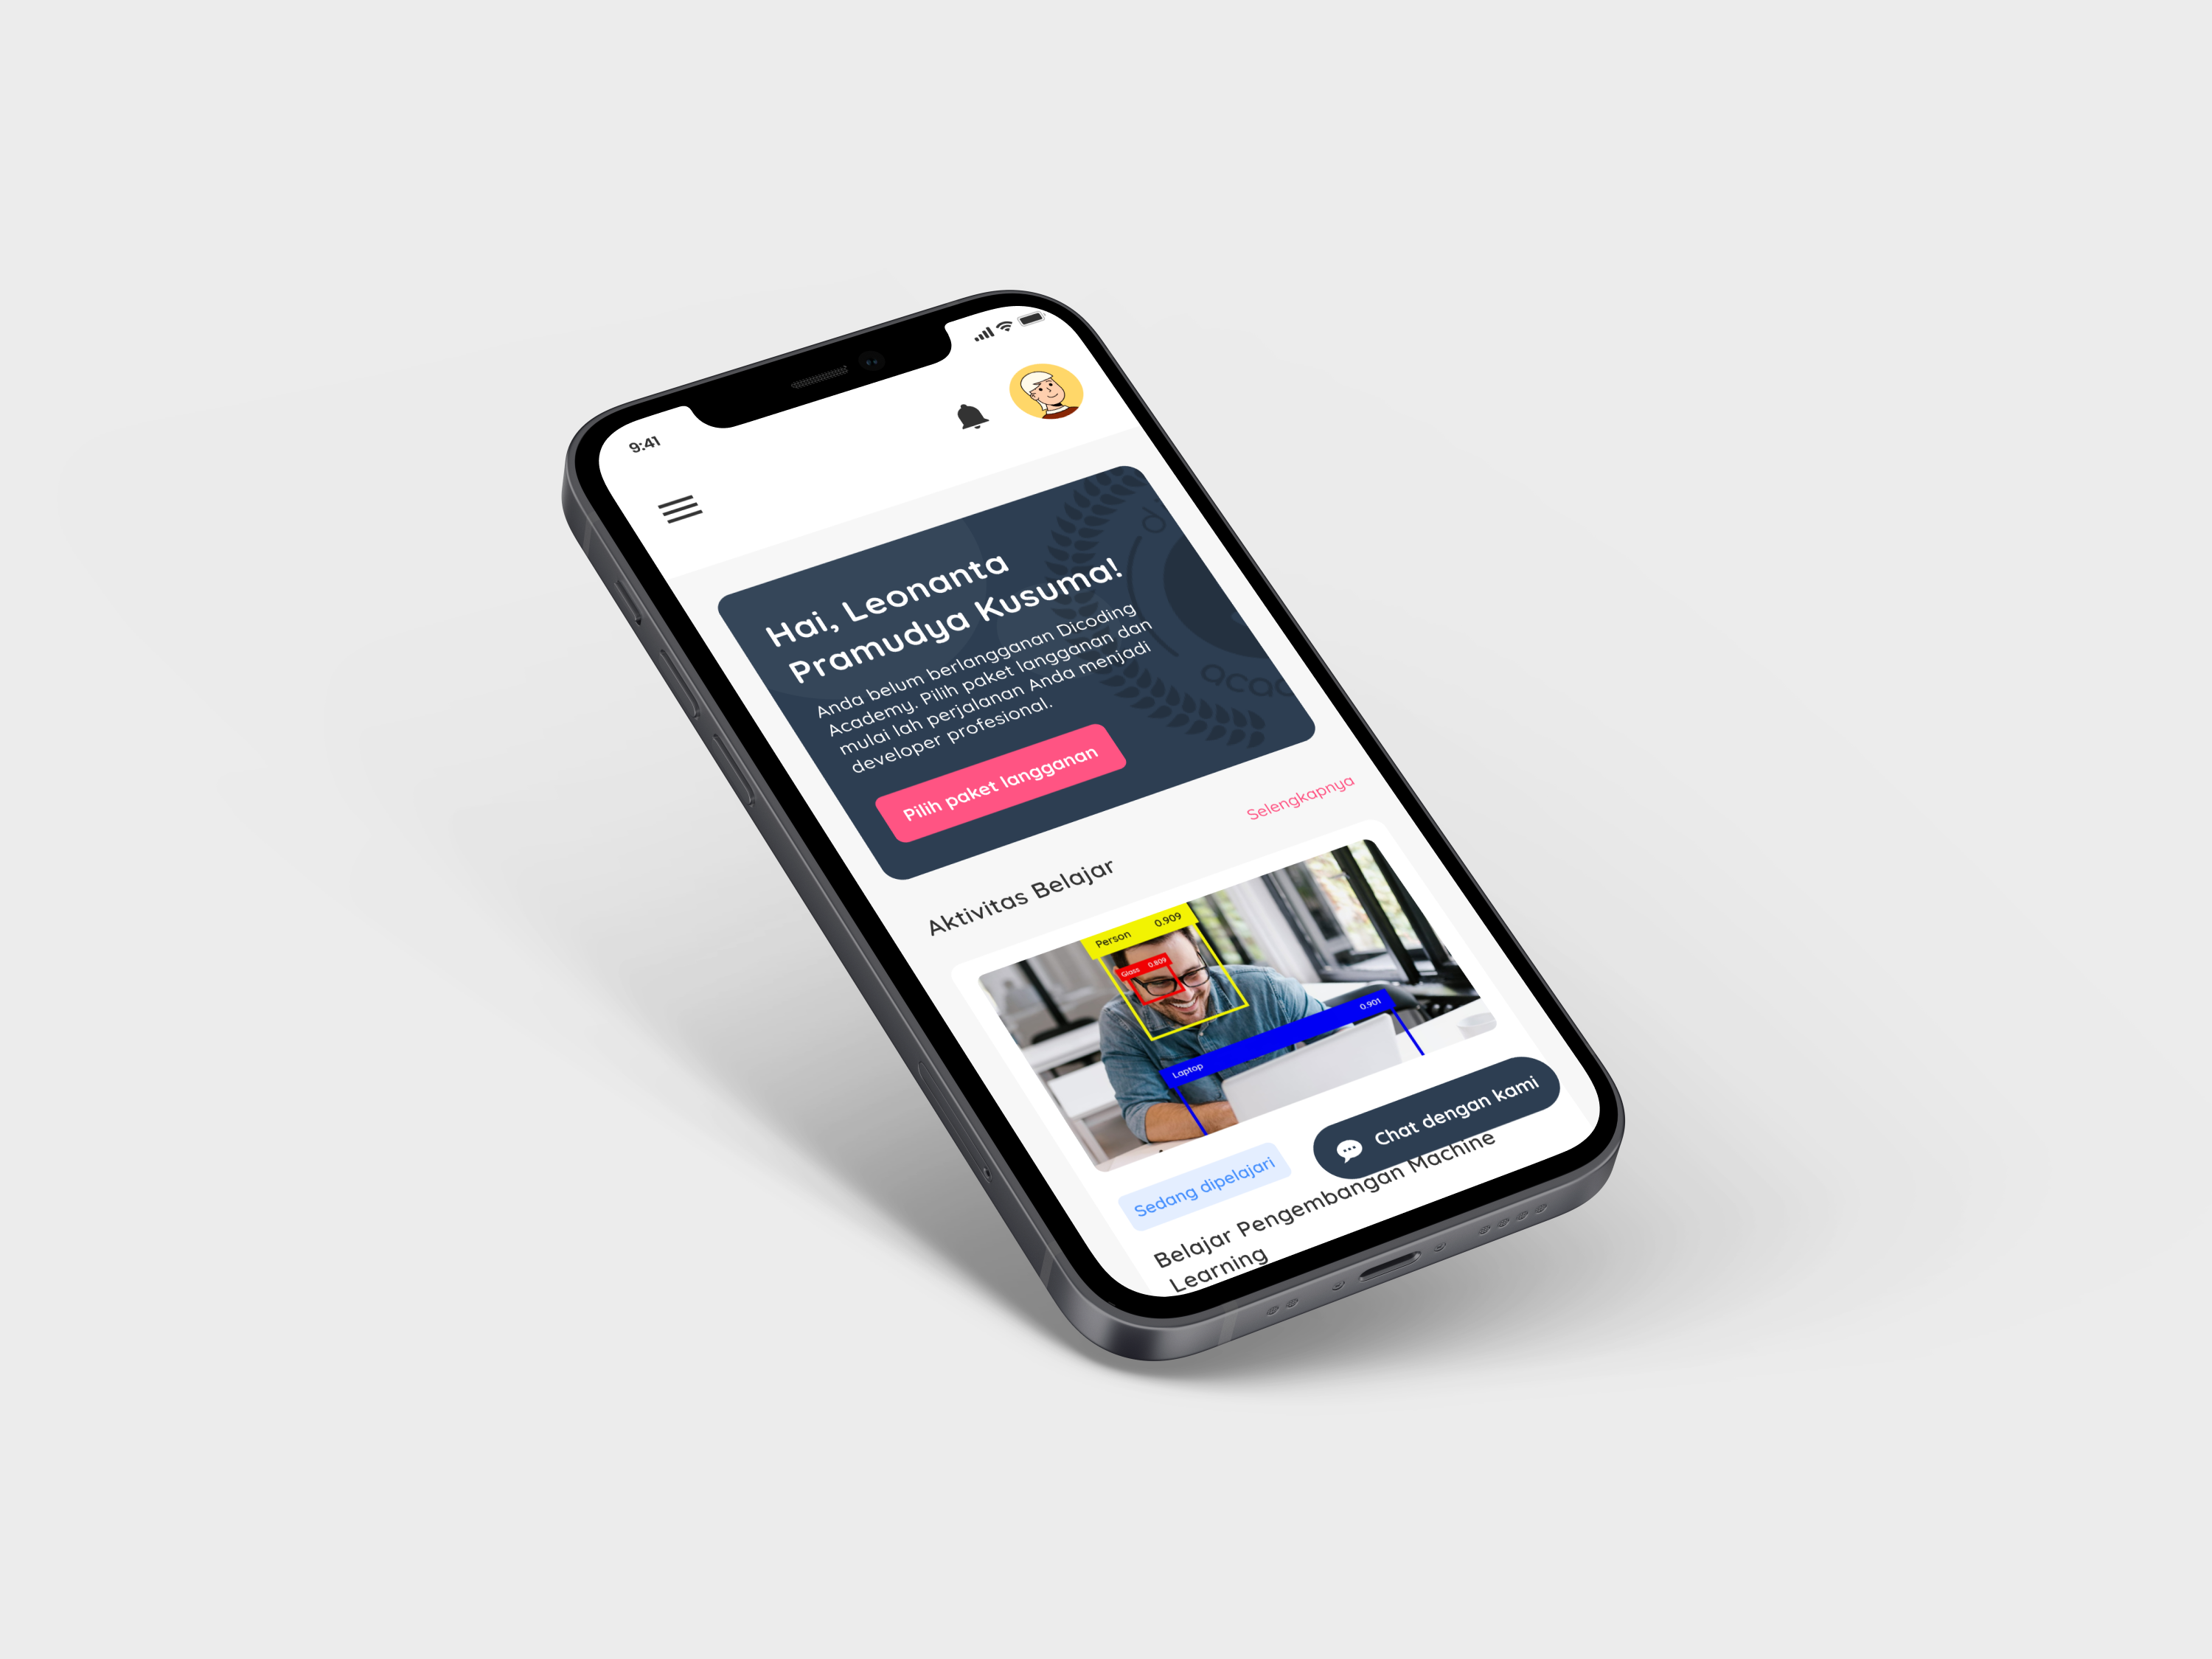 9:41
Hai, Leonanta
Pramudya Kusuma!
Anda belum berlangganan Dicoding
Academy. Pilih paket langganan dan
mulai lah perjalanan Anda menjadi
developer profesional.
Pilih paket langganan
d
acad
Aktivitas Belajar
Selengkapnya
Person 0.909
Glass 0.809
Laptop 0.901
Sedang dipelajari
Chat dengan kami
Belajar Pengembangan Machine
Learning